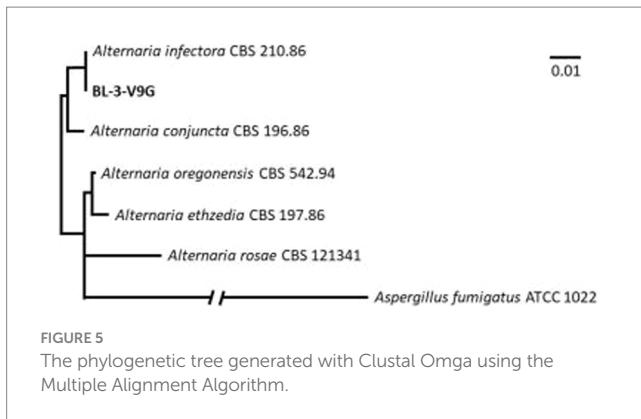 Alternaria infectora CBS 210.86
0.01
BL-3-V9G
Alternaria conjuncta CBS 196.86
Alternaria oregonensis CBS 542.94
Alternaria ethzedia CBS 197.86
Alternaria rosae CBS 121341
Aspergillus fumigatus ATCC 1022
FIGURE 5
The phylogenetic tree generated with Clustal Omga using the
Multiple Alignment Algorithm.